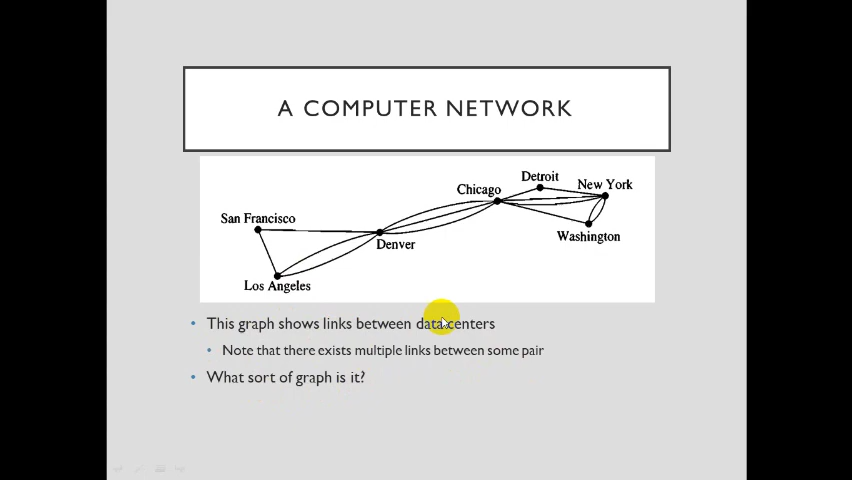 A COMPUTER NETWORK
Detroit
Chicago
New York
San Francisco
Washington
Denver
Los Angeles
• This graph shows links between data centers
• Note that there exists multiple links between some pair
• What sort of graph is it?